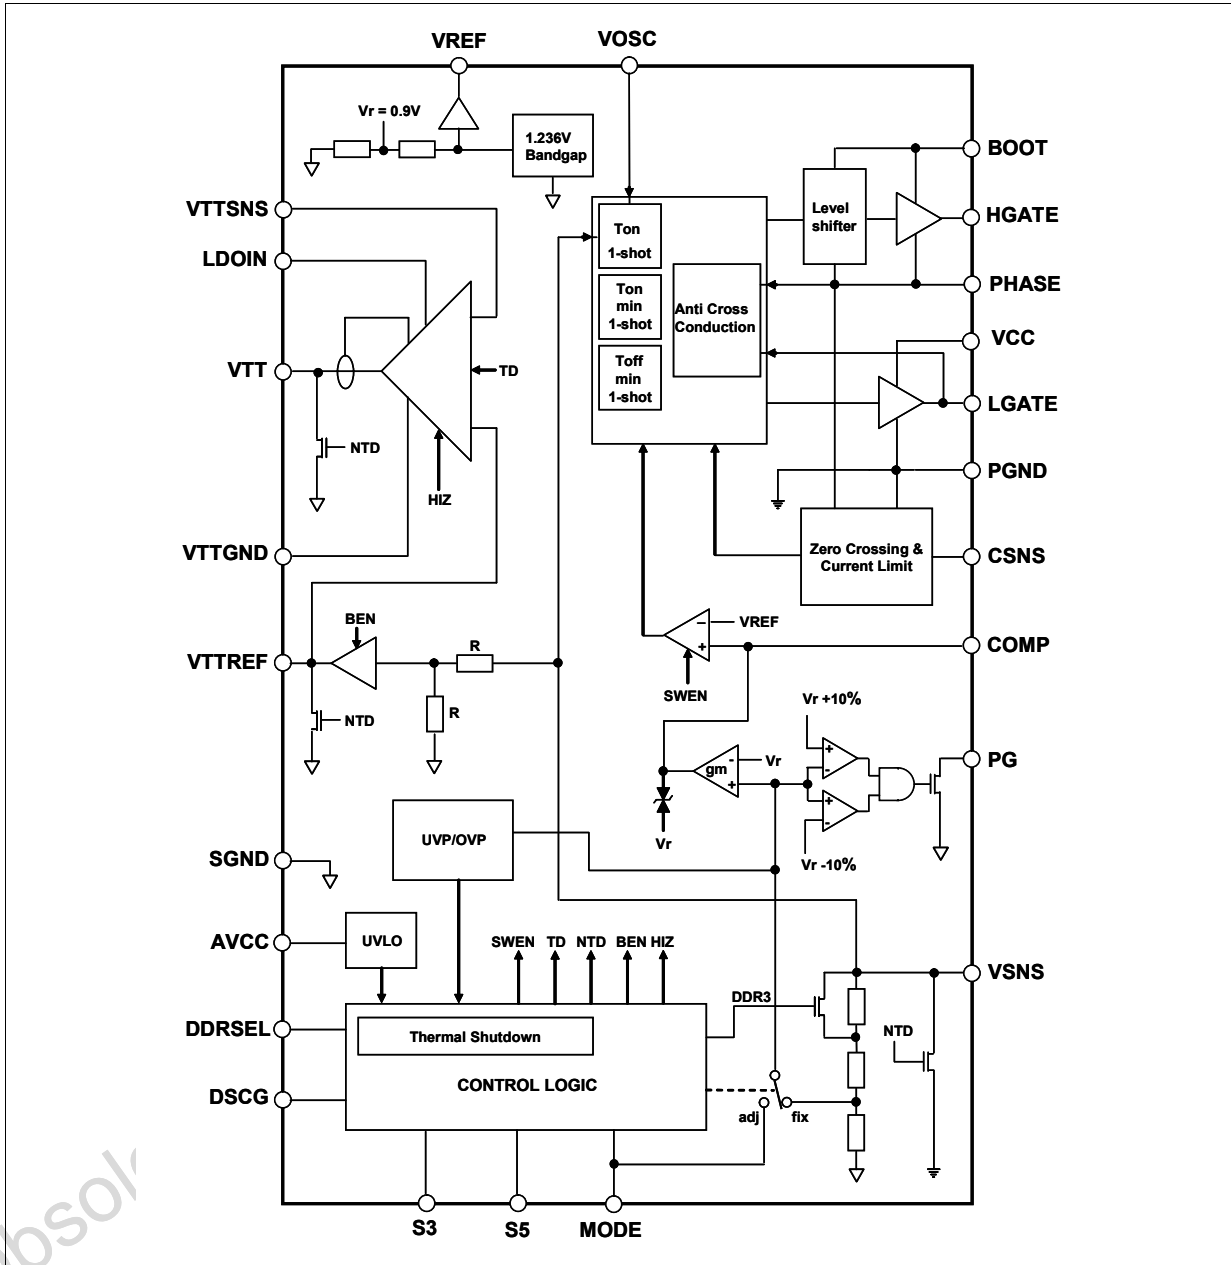 VREF
VOSC
Vr = 0.9V
1.236V
Bandgap
BOOT
VTTSNS
HGATE
Level
shifter
Ton
1-shot
LDOIN
PHASE
Ton
min
1-shot
Anti Cross
Conduction
VCC
VTT
TD
Toff
min
1-shot
LGATE
NTD
PGND
HIZ
VTTGND
Zero Crossing &
Current Limit
CSNS
BEN
VREF
−
+
COMP
R
VTTREF
SWEN
Vr +10%
R
NTD
gm
-
+
Vr
+
-
PG
+
-
Vr
UVP/OVP
Vr -10%
SGND
AVCC
UVLO
SWEN
TD
NTD
BEN
HIZ
VSNS
DDR3
DDRSEL
Thermal Shutdown
NTD
CONTROL LOGIC
DSCG
adj
fix
S3
S5
MODE